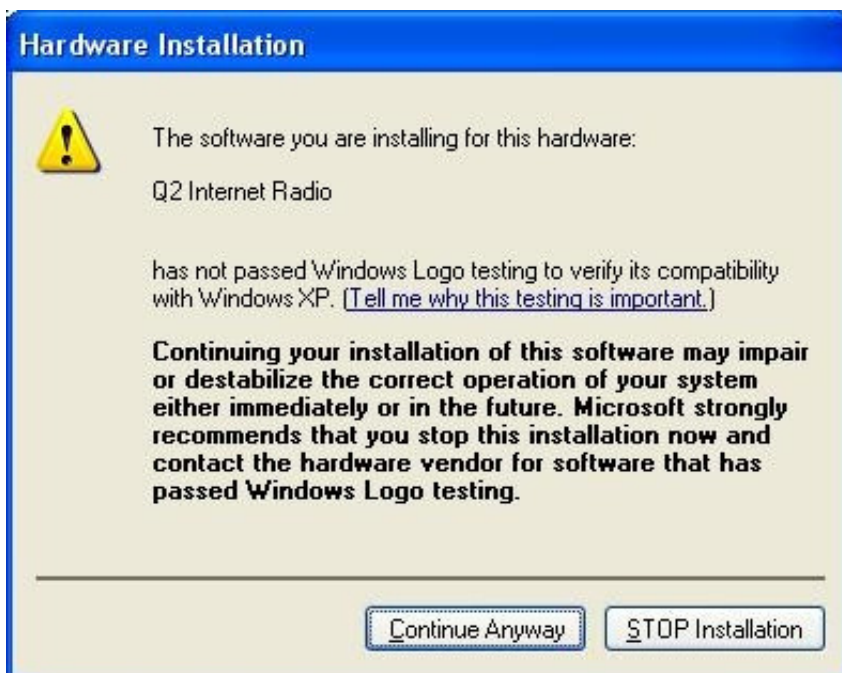 Hardware Installation
The software you are installing for this hardware:
Q2 Internet Radio
has not passed Windows Logo testing to verify its compatibility
with Windows XP. (Tell me why this testing is important.)
Continuing your installation of this software may impair
or destabilize the correct operation of your system
either immediately or in the future. Microsoft strongly
recommends that you stop this installation now and
contact the hardware vendor for software that has
passed Windows Logo testing.
Continue Anyway
STOP Installation